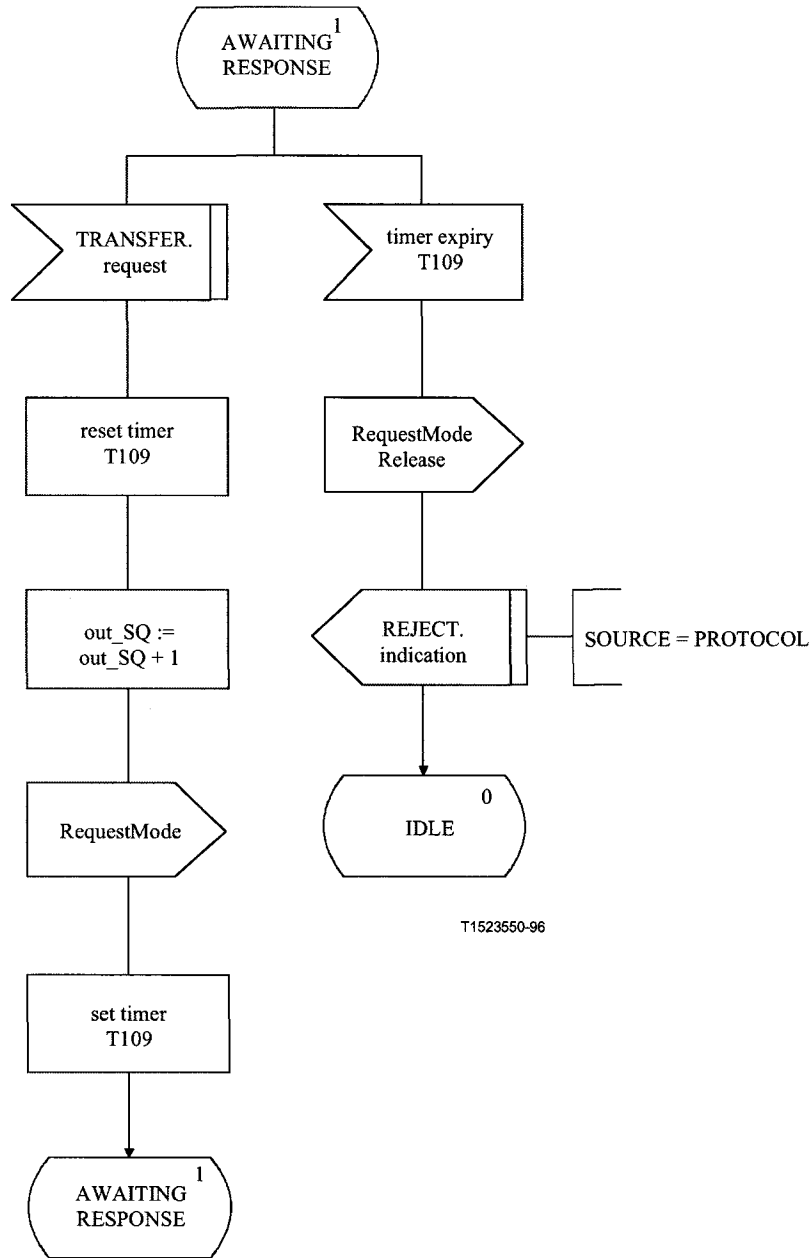 1
AWAITING
RESPONSE
TRANSFER.
request
reset timer
T109
out_SQ :=
out_SQ + 1
RequestMode
set timer
T109
1
AWAITING
RESPONSE
timer expiry
T109
RequestMode
Release
REJECT.
indication
SOURCE = PROTOCOL
0
IDLE
T1523550-96